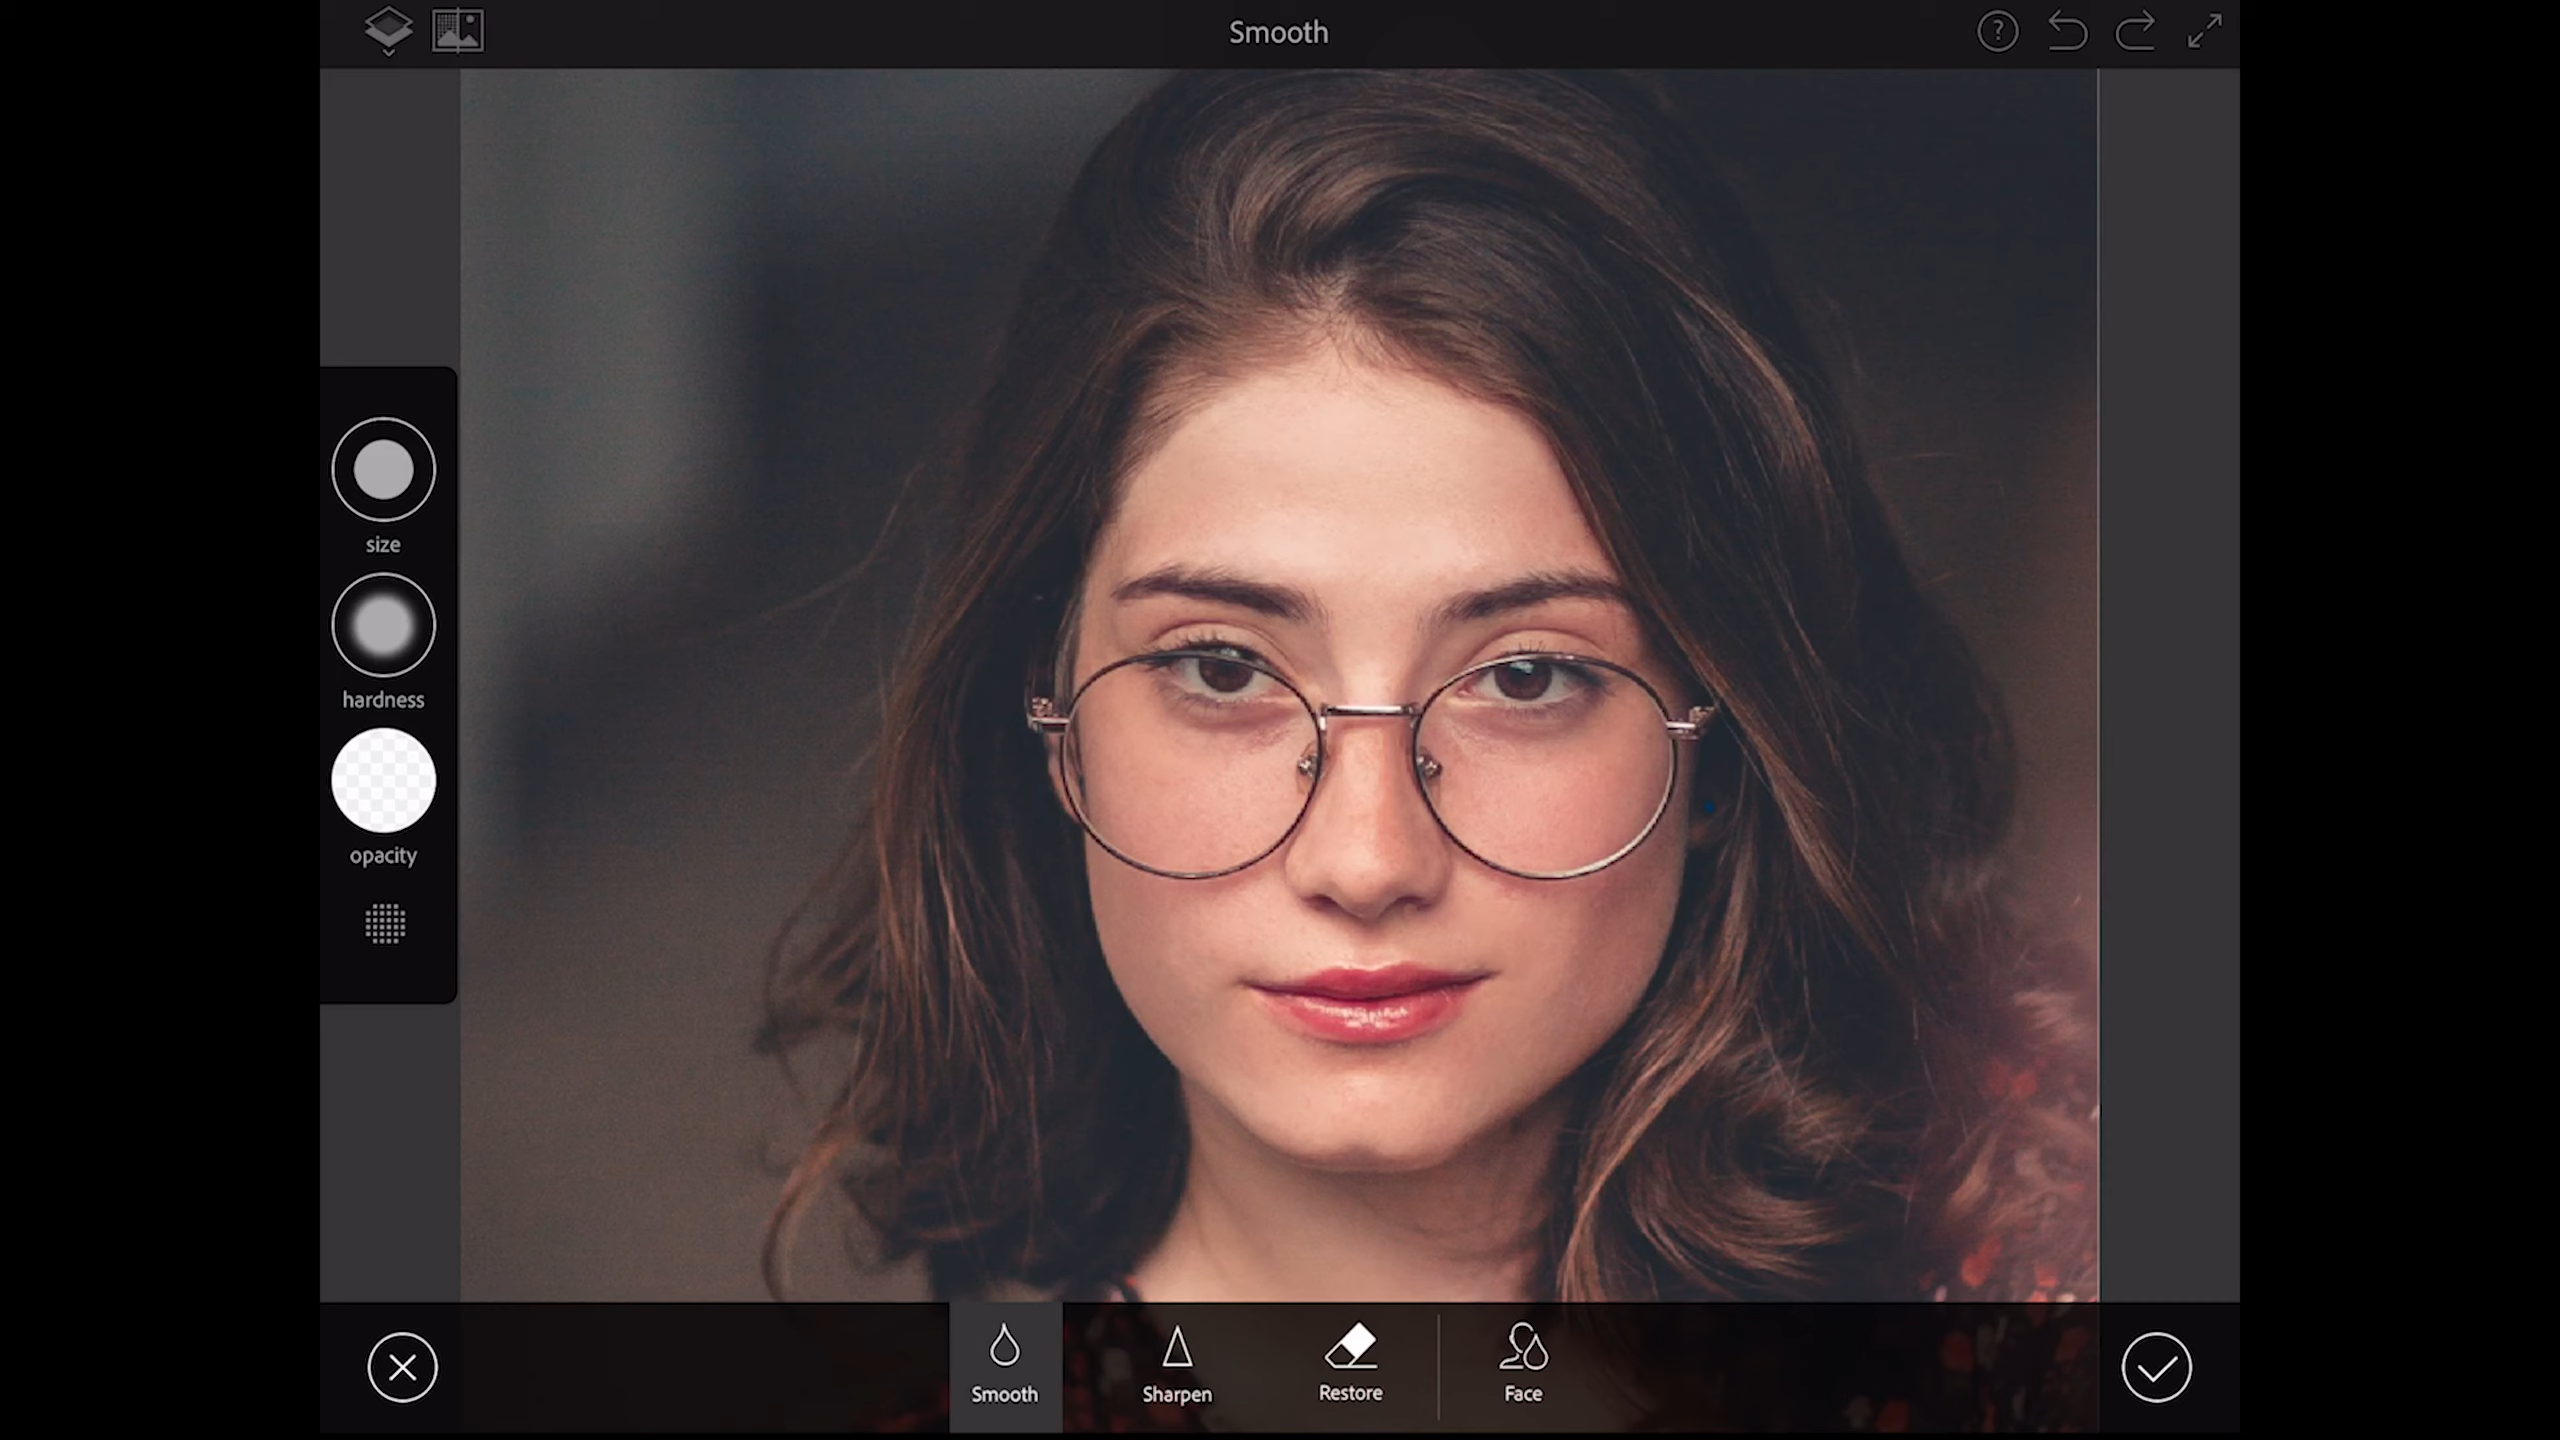 Smooth
size
hardness
opacity
Smooth
Sharpen
Restore
Face